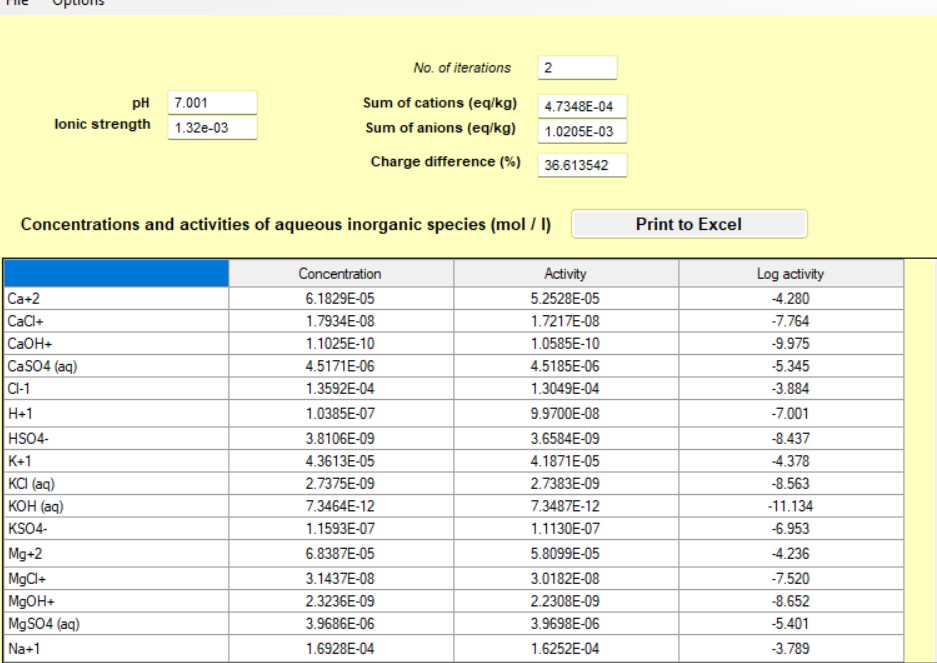 File Options
No. of iterations 2
pH 7.001 Sum of cations (eq/kg) 4.7348E-04
Ionic strength 1.32e-03 Sum of anions (eq/kg) 1.0205E-03
Charge difference (%) 36.613542
Concentrations and activities of aqueous inorganic species (mol / l) Print to Excel
Concentration Activity Log activity
Ca+2 6.1829E-05 5.2528E-05 -4.280
CaCl+ 1.7934E-08 1.7217E-08 -7.764
CaOH+ 1.1025E-10 1.0585E-10 -9.975
CaSO4 (aq) 4.5171E-06 4.5185E-06 -5.345
Cl-1 1.3592E-04 1.3049E-04 -3.884
H+1 1.0385E-07 9.9700E-08 -7.001
HSO4- 3.8106E-09 3.6584E-09 -8.437
K+1 4.3613E-05 4.1871E-05 -4.378
KCl (aq) 2.7375E-09 2.7383E-09 -8.563
KOH (aq) 7.3464E-12 7.3487E-12 -11.134
KSO4- 1.1593E-07 1.1130E-07 -6.953
Mg+2 6.8387E-05 5.8099E-05 -4.236
MgCl+ 3.1437E-08 3.0182E-08 -7.520
MgOH+ 2.3236E-09 2.2308E-09 -8.652
MgSO4 (aq) 3.9686E-06 3.9698E-06 -5.401
Na+1 1.6928E-04 1.6252E-04 -3.789